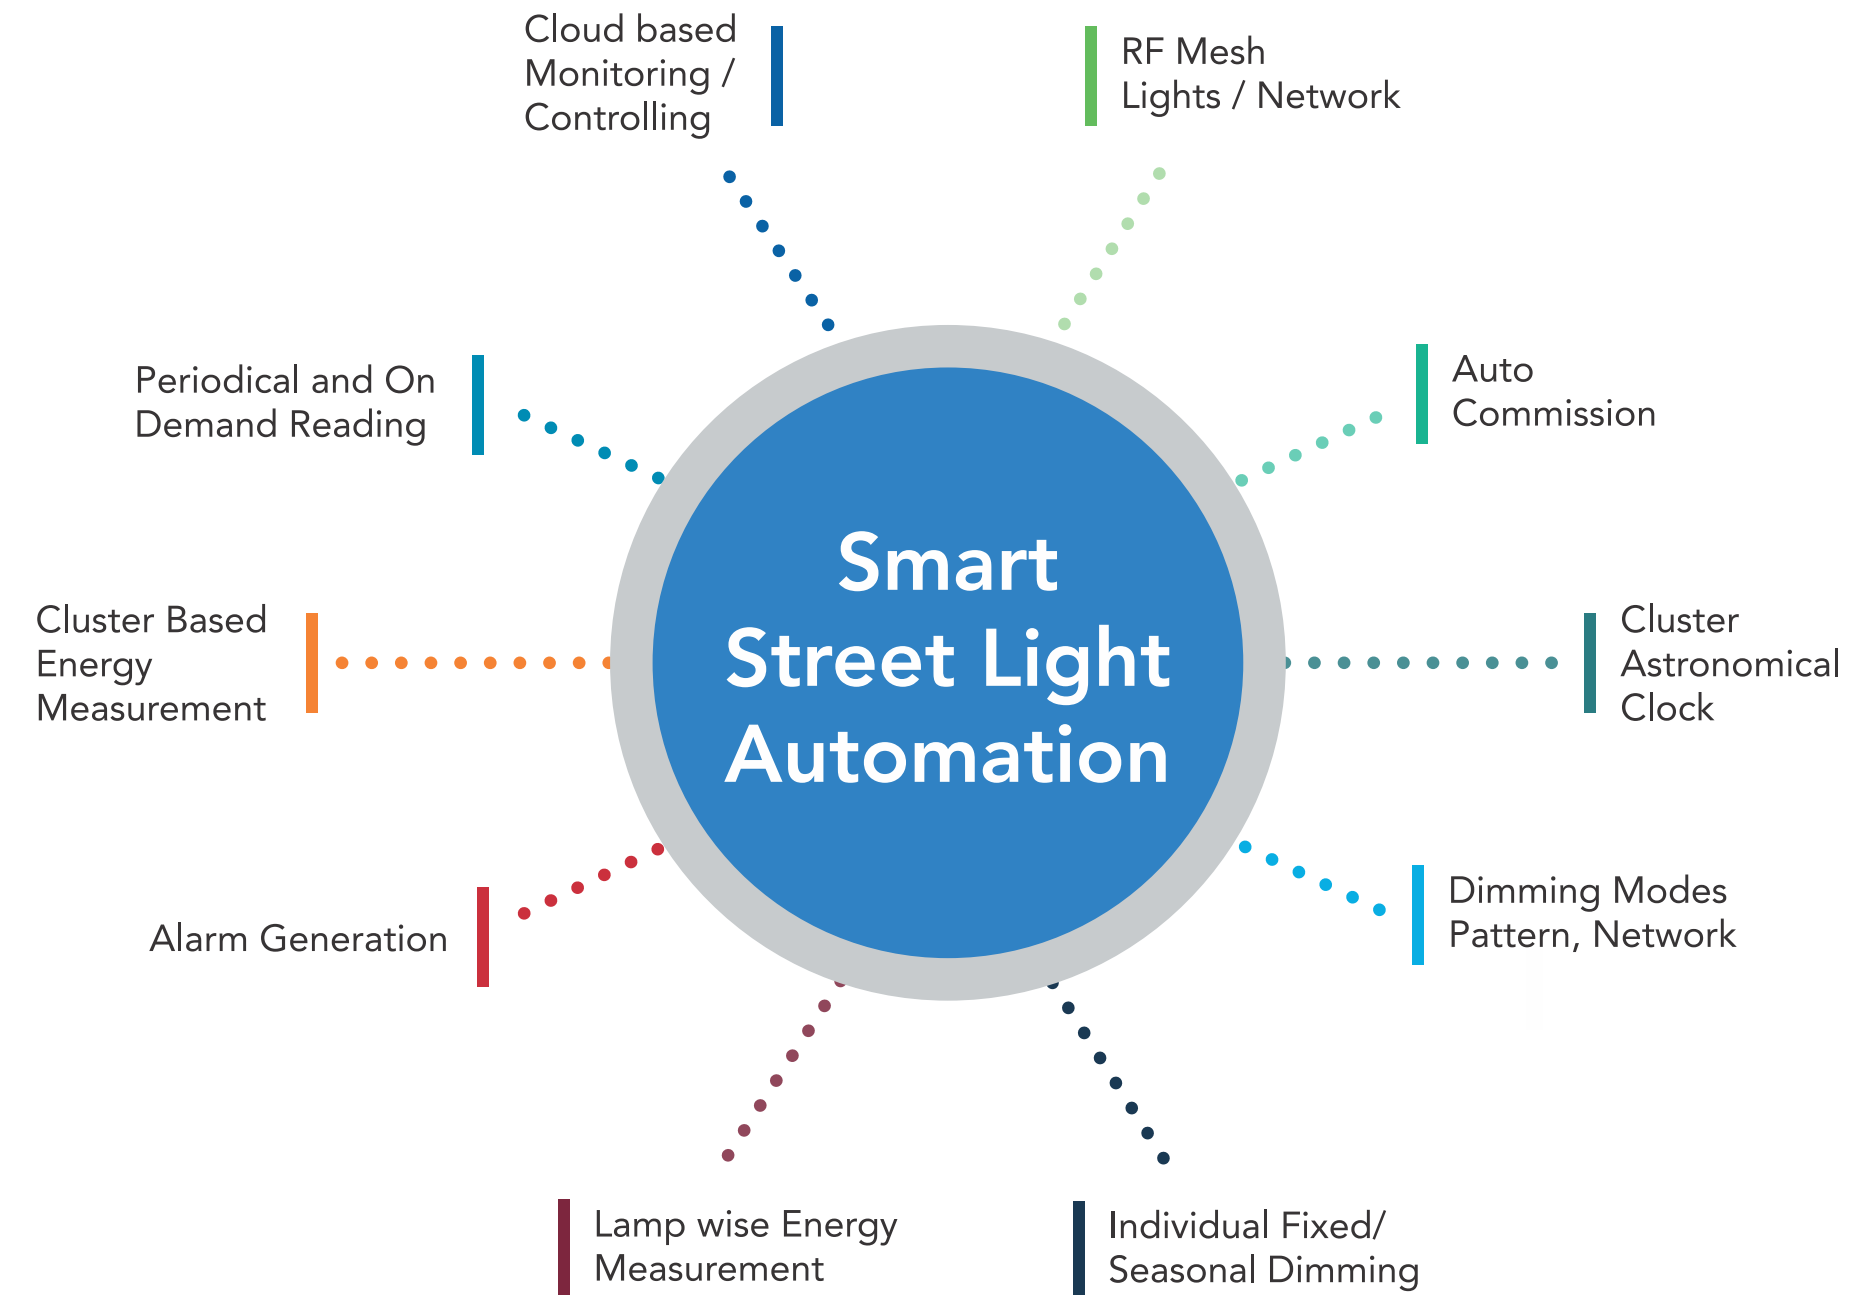 Cloud based
Monitoring /
Controlling
RF Mesh
Lights / Network
Periodical and On
Demand Reading
Auto
Commission
Smart
Street Light
Automation
Cluster Based
Energy
Measurement
Cluster
Astronomical
Clock
Alarm Generation
Dimming Modes
Pattern, Network
Lamp wise Energy
Measurement
Individual Fixed/
Seasonal Dimming